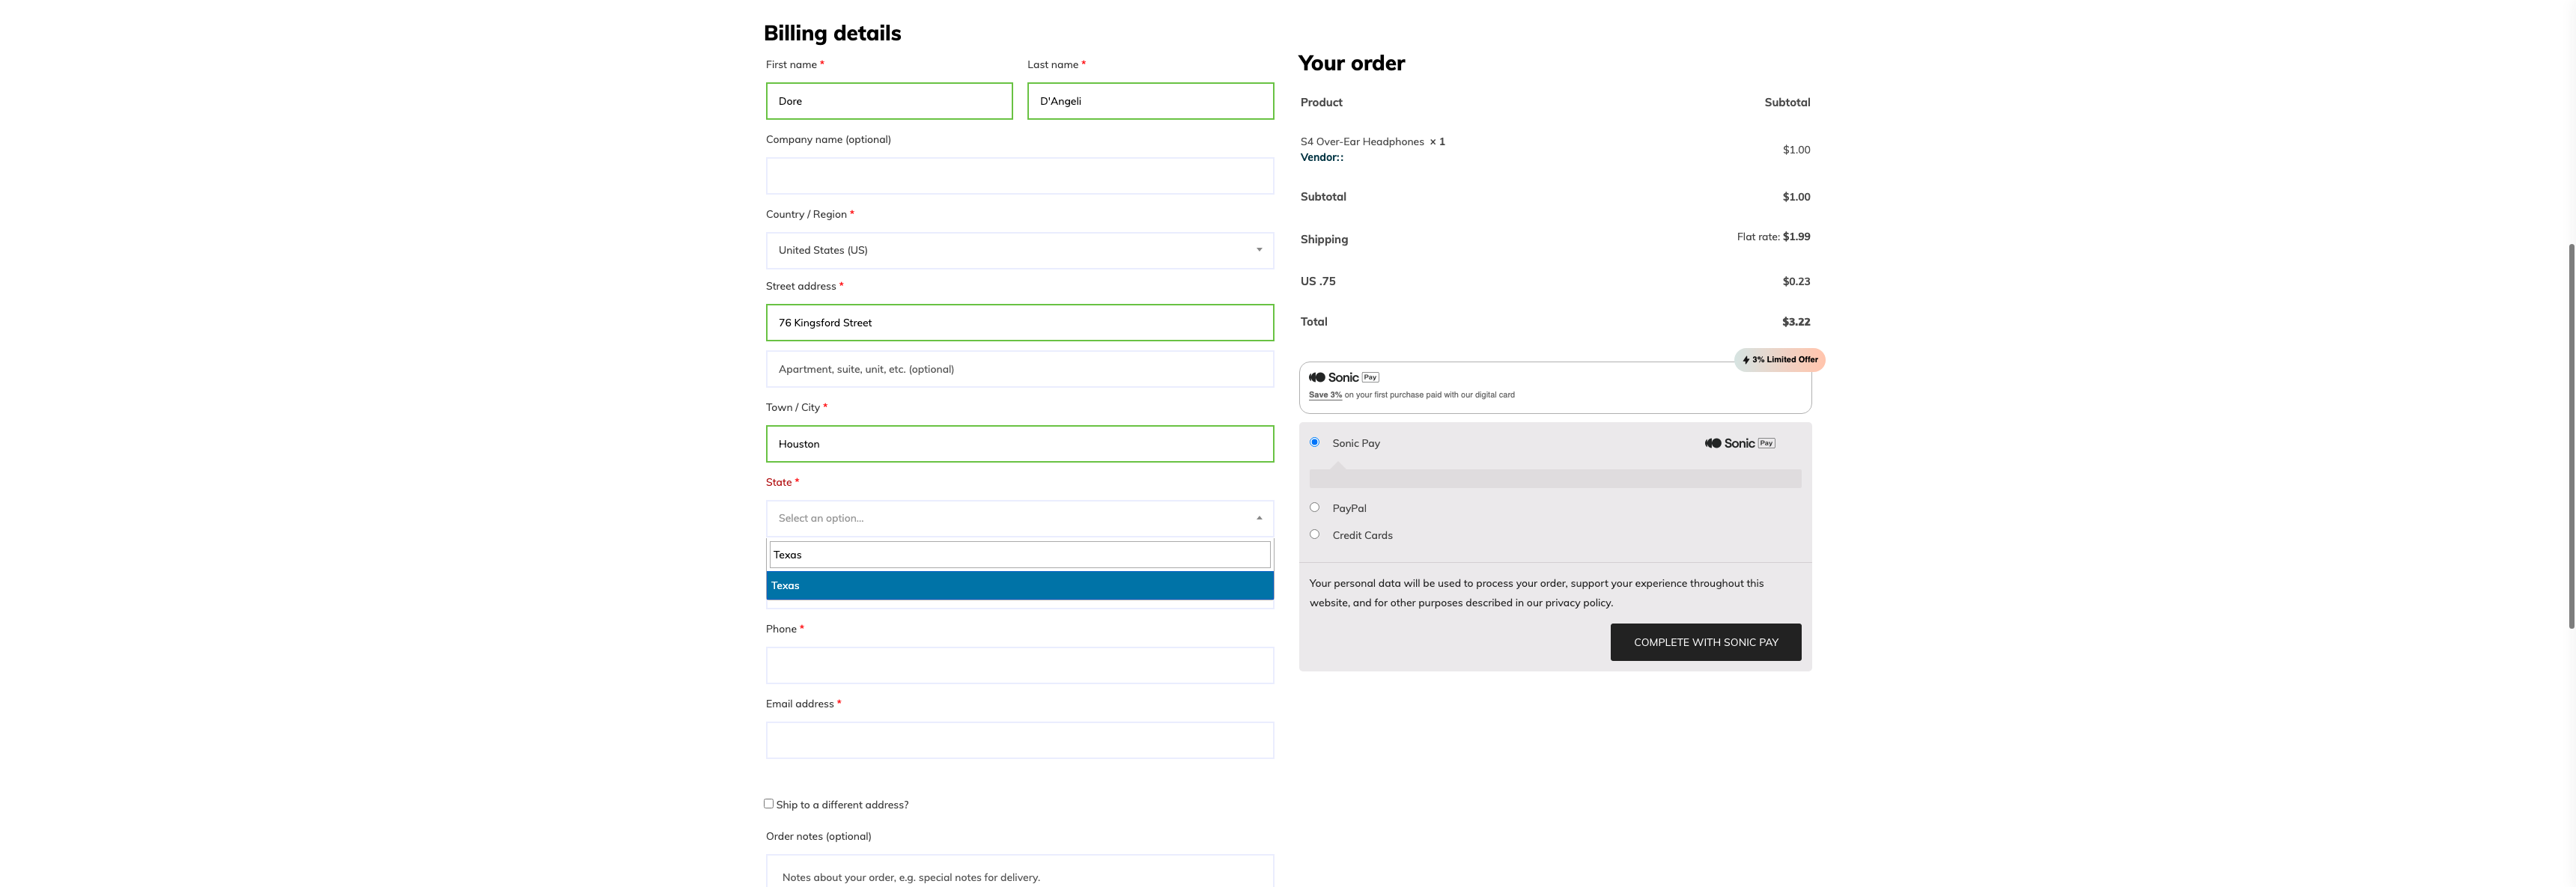 Billing details
First name *
Last name *
Dore
D'Angeli
Company name (optional)
Country / Region *
United States (US)
Street address *
76 Kingsford Street
Apartment, suite, unit, etc. (optional)
Town / City *
Houston
State *
Select an option...
Texas
Texas
Phone *
Email address *
Ship to a different address?
Order notes (optional)
Notes about your order, e.g. special notes for delivery.
Your order
Product Subtotal
S4 Over-Ear Headphones × 1
Vendor::
$1.00
Subtotal $1.00
Shipping Flat rate: $1.99
US .75 $0.23
Total $3.22
3% Limited Offer
Sonic Pay
Save 3% on your first purchase paid with our digital card
Sonic Pay Sonic Pay
PayPal
Credit Cards
Your personal data will be used to process your order, support your experience throughout this
website, and for other purposes described in our privacy policy.
COMPLETE WITH SONIC PAY